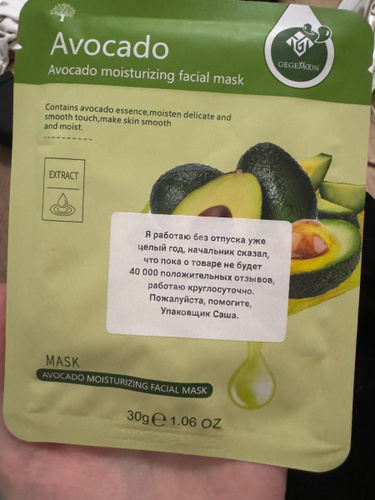 Avocado
Avocado moisturizing facial mask
GEGEMOON
Contains avocado essence,moisten delicate and
smooth touch,make skin smooth
and moist.
EXTRACT
Я работаю без отпуска уже
целый год, начальник сказал,
что пока о товаре не будет
40 000 положительных отзывов,
работаю круглосуточно.
Пожалуйста, помогите,
Упаковщик Саша.
MASK
AVOCADO MOISTURIZING FACIAL MASK
30g℮1.06 OZ